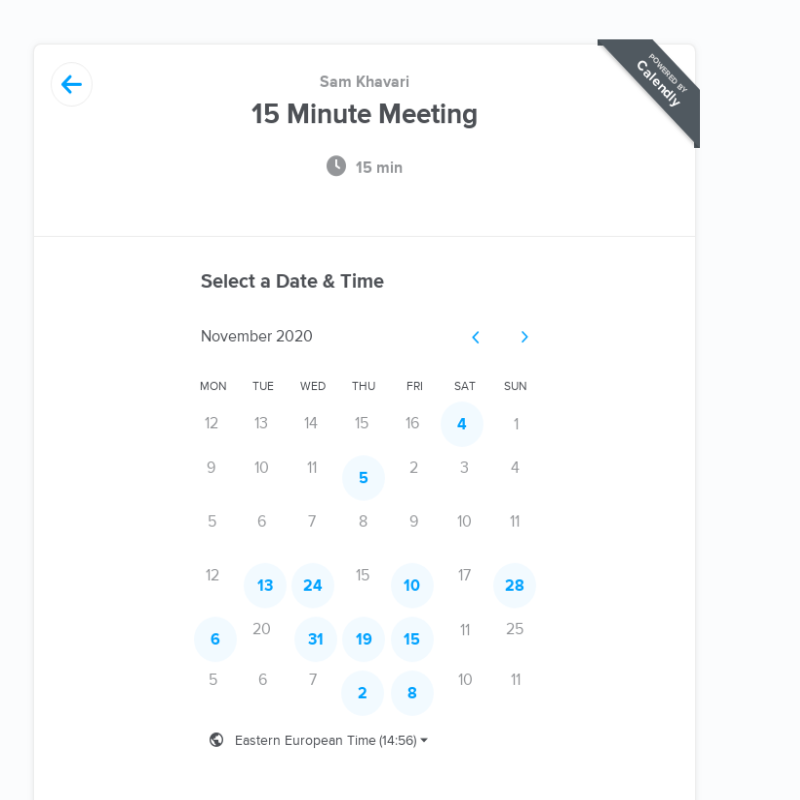 Sam Khavari
15 Minute Meeting
POWERED BY
Calendly
15 min
Select a Date & Time
November 2020
MON TUE WED THU FRI SAT SUN
12 13 14 15 16 4 1
9 10 11 5 2 3 4
5 6 7 8 9 10 11
12 13 24 15 10 17 28
6 20 31 19 15 11 25
5 6 7 2 8 10 11
Eastern European Time (14:56)